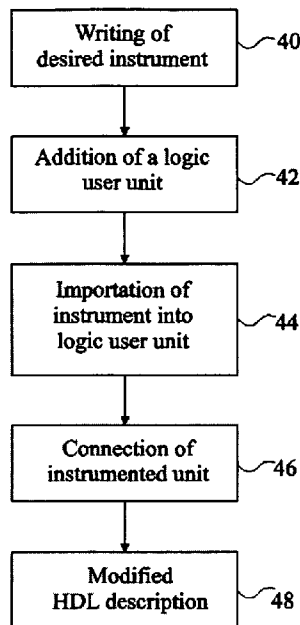 Writing of
desired instrument
40
Addition of a logic
user unit
42
Importation of
instrument into
logic user unit
44
Connection of
instrumented unit
46
Modified
HDL description
48